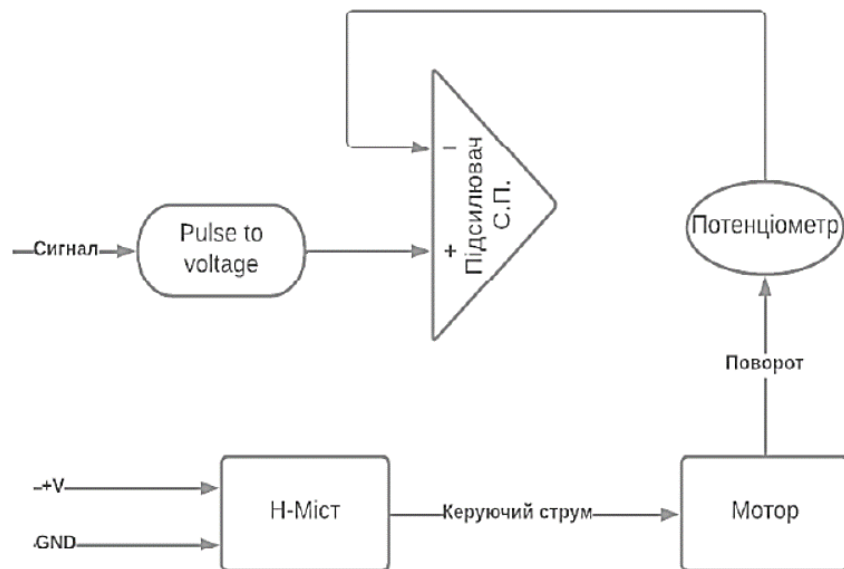 –
Підсилювач
С.П.
+
Сигнал
Pulse to
voltage
Потенціометр
Поворот
+V
GND
Н-Міст
Керуючий струм
Мотор